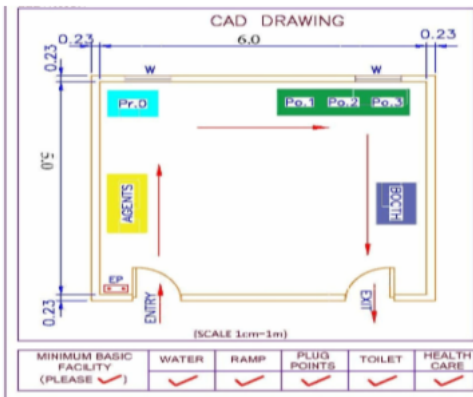 CAD DRAWING
0.23 6.0 0.23
0.23
W W
Pr.O Po.1 Po.2 Po.3
5.0
AGENTS BOOTH
EP
0.23 ENTRY EXIT
(SCALE 1cm=1m)
MINIMUM BASIC FACILITY (PLEASE ✓) WATER RAMP PLUG POINTS TOILET HEALTH CARE
✓ ✓ ✓ ✓ ✓